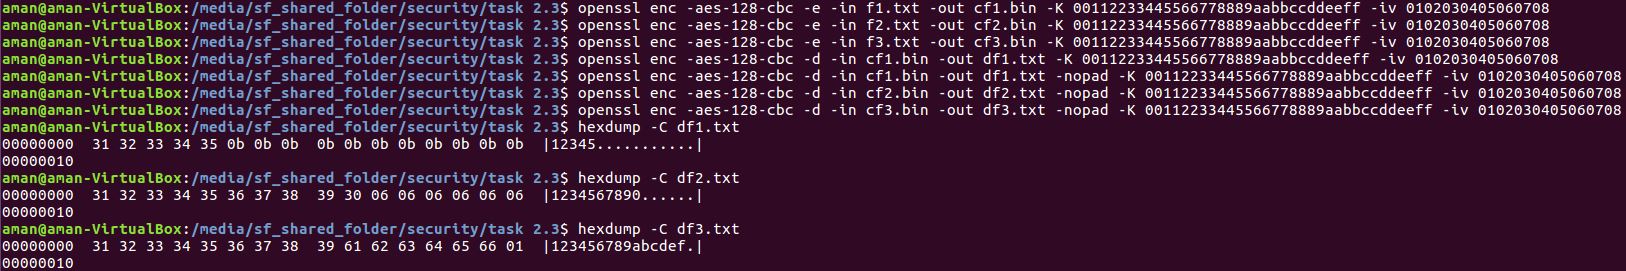 aman@aman-VirtualBox:/media/sf_shared_folder/security/task 2.3$ openssl enc -aes-128-cbc -e -in f1.txt -out cf1.bin -K 00112233445566778889aabbccddeeff -iv 0102030405060708
aman@aman-VirtualBox:/media/sf_shared_folder/security/task 2.3$ openssl enc -aes-128-cbc -e -in f2.txt -out cf2.bin -K 00112233445566778889aabbccddeeff -iv 0102030405060708
aman@aman-VirtualBox:/media/sf_shared_folder/security/task 2.3$ openssl enc -aes-128-cbc -e -in f3.txt -out cf3.bin -K 00112233445566778889aabbccddeeff -iv 0102030405060708
aman@aman-VirtualBox:/media/sf_shared_folder/security/task 2.3$ openssl enc -aes-128-cbc -d -in cf1.bin -out df1.txt -K 00112233445566778889aabbccddeeff -iv 0102030405060708
aman@aman-VirtualBox:/media/sf_shared_folder/security/task 2.3$ openssl enc -aes-128-cbc -d -in cf1.bin -out df1.txt -nopad -K 00112233445566778889aabbccddeeff -iv 0102030405060708
aman@aman-VirtualBox:/media/sf_shared_folder/security/task 2.3$ openssl enc -aes-128-cbc -d -in cf2.bin -out df2.txt -nopad -K 00112233445566778889aabbccddeeff -iv 0102030405060708
aman@aman-VirtualBox:/media/sf_shared_folder/security/task 2.3$ openssl enc -aes-128-cbc -d -in cf3.bin -out df3.txt -nopad -K 00112233445566778889aabbccddeeff -iv 0102030405060708
aman@aman-VirtualBox:/media/sf_shared_folder/security/task 2.3$ hexdump -C df1.txt
00000000  31 32 33 34 35 0b 0b 0b  0b 0b 0b 0b 0b 0b 0b 0b  |12345...........|
00000010
aman@aman-VirtualBox:/media/sf_shared_folder/security/task 2.3$ hexdump -C df2.txt
00000000  31 32 33 34 35 36 37 38  39 30 06 06 06 06 06 06  |1234567890......|
00000010
aman@aman-VirtualBox:/media/sf_shared_folder/security/task 2.3$ hexdump -C df3.txt
00000000  31 32 33 34 35 36 37 38  39 61 62 63 64 65 66 01  |123456789abcdef.|
00000010